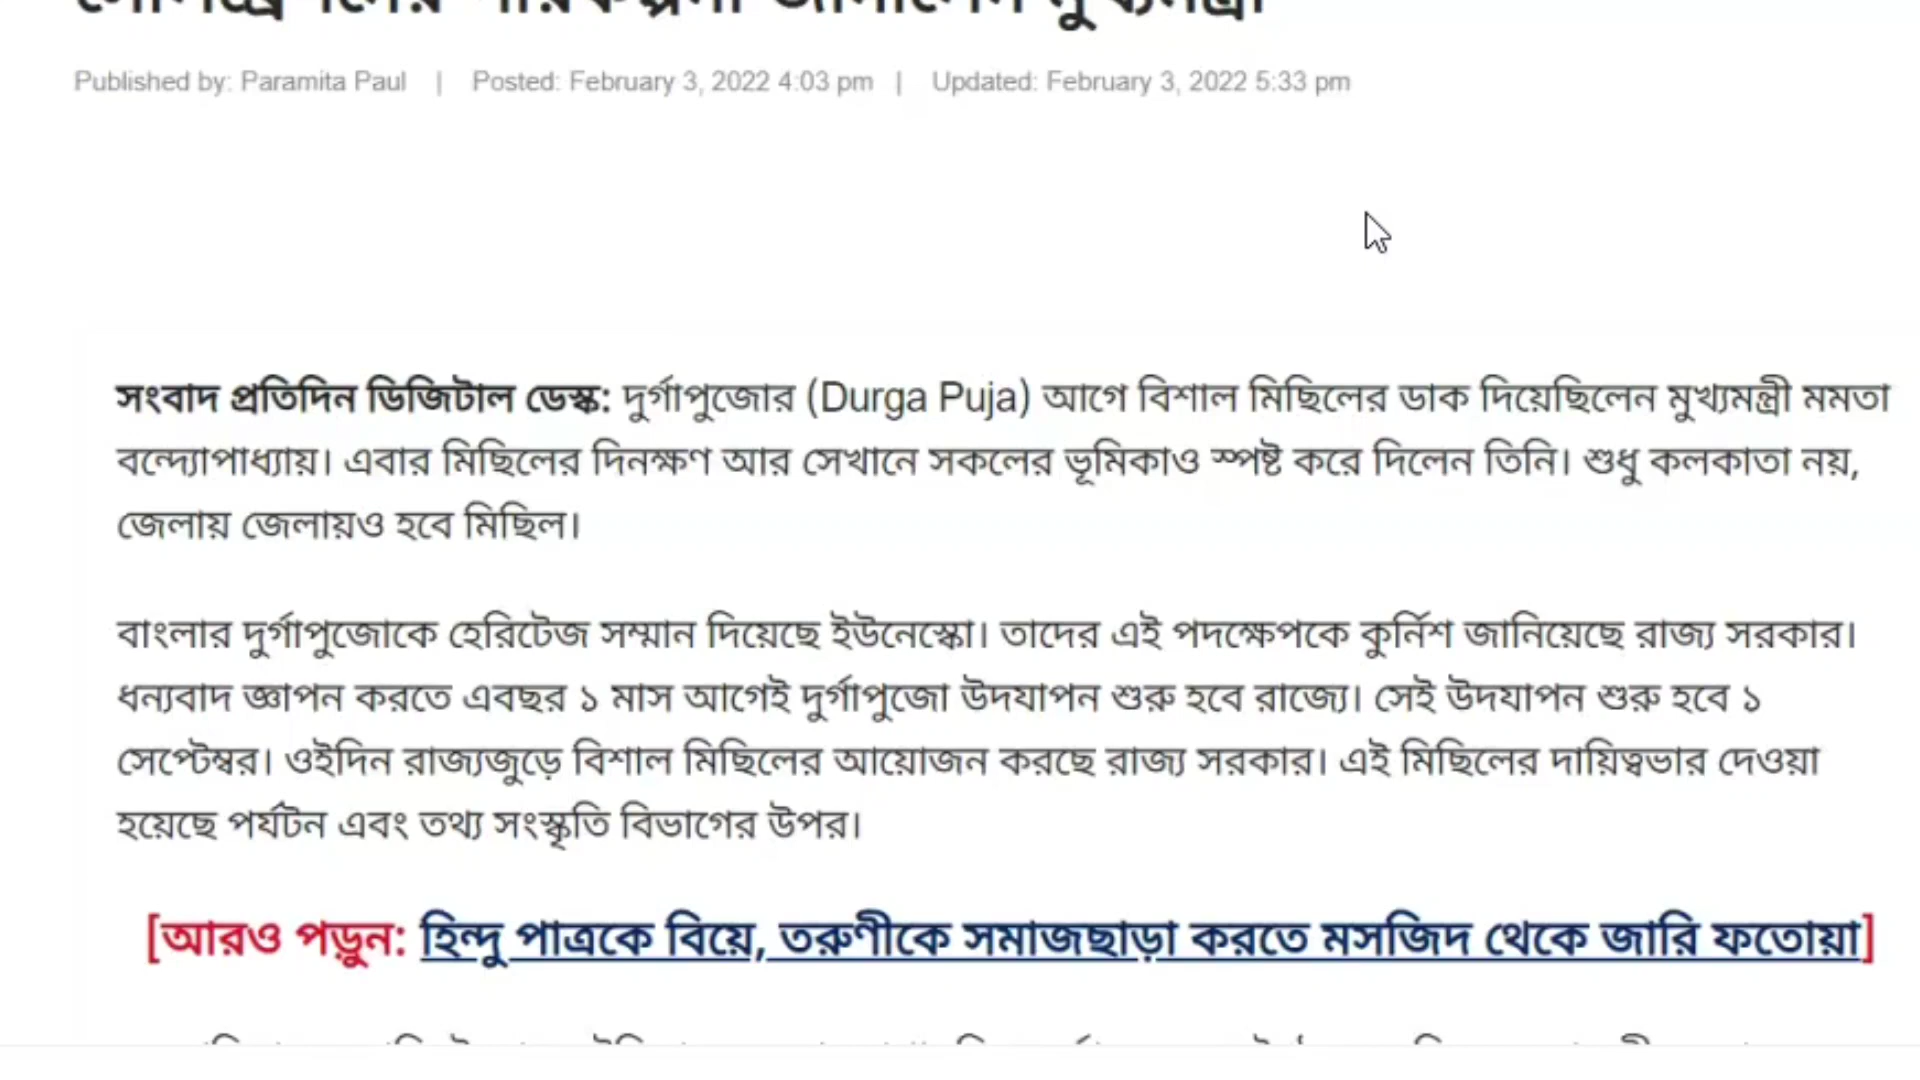 পরিকল্পনা জানালেন মুখ্যমন্ত্রী
Published by: Paramita Paul | Posted: February 3, 2022 4:03 pm | Updated: February 3, 2022 5:33 pm
সংবাদ প্রতিদিন ডিজিটাল ডেস্ক: দুর্গাপুজোর (Durga Puja) আগে বিশাল মিছিলের ডাক দিয়েছিলেন মুখ্যমন্ত্রী মমতা
বন্দ্যোপাধ্যায়। এবার মিছিলের দিনক্ষণ আর সেখানে সকলের ভূমিকাও স্পষ্ট করে দিলেন তিনি। শুধু কলকাতা নয়,
জেলায় জেলায়ও হবে মিছিল।
বাংলার দুর্গাপুজোকে হেরিটেজ সম্মান দিয়েছে ইউনেস্কো। তাদের এই পদক্ষেপকে কুর্নিশ জানিয়েছে রাজ্য সরকার।
ধন্যবাদ জ্ঞাপন করতে এবছর ১ মাস আগেই দুর্গাপুজো উদযাপন শুরু হবে রাজ্যে। সেই উদযাপন শুরু হবে ১
সেপ্টেম্বর। ওইদিন রাজ্যজুড়ে বিশাল মিছিলের আয়োজন করছে রাজ্য সরকার। এই মিছিলের দায়িত্বভার দেওয়া
হয়েছে পর্যটন এবং তথ্য সংস্কৃতি বিভাগের উপর।
[আরও পড়ুন: হিন্দু পাত্রকে বিয়ে, তরুণীকে সমাজছাড়া করতে মসজিদ থেকে জারি ফতোয়া]